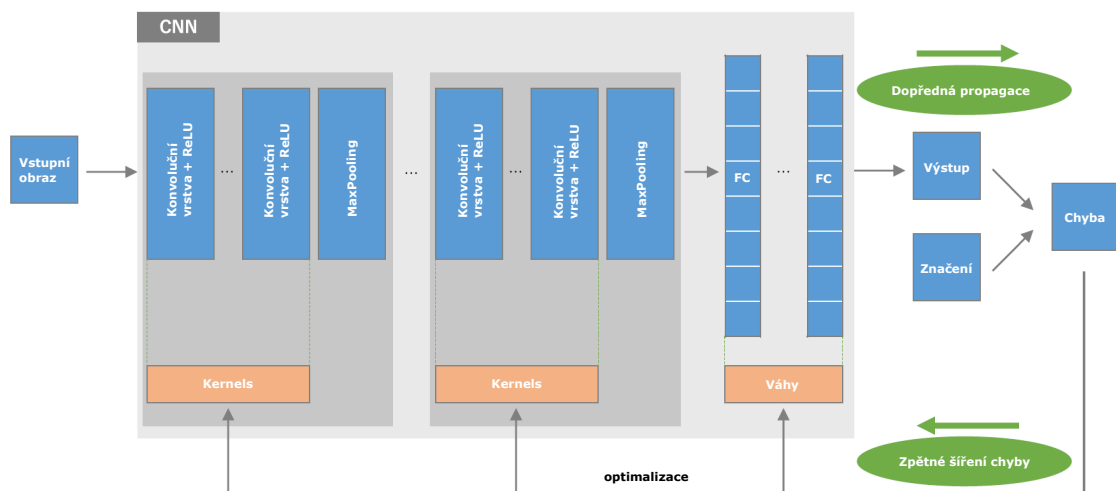 CNN
Dopředná propagace
Vstupní
obraz
Konvoluční
vrstva + ReLU
...
Konvoluční
vrstva + ReLU
MaxPooling
...
Konvoluční
vrstva + ReLU
...
Konvoluční
vrstva + ReLU
MaxPooling
FC
...
FC
Výstup
Značení
Chyba
Kernels
Kernels
Váhy
Zpětné šíření chyby
optimalizace